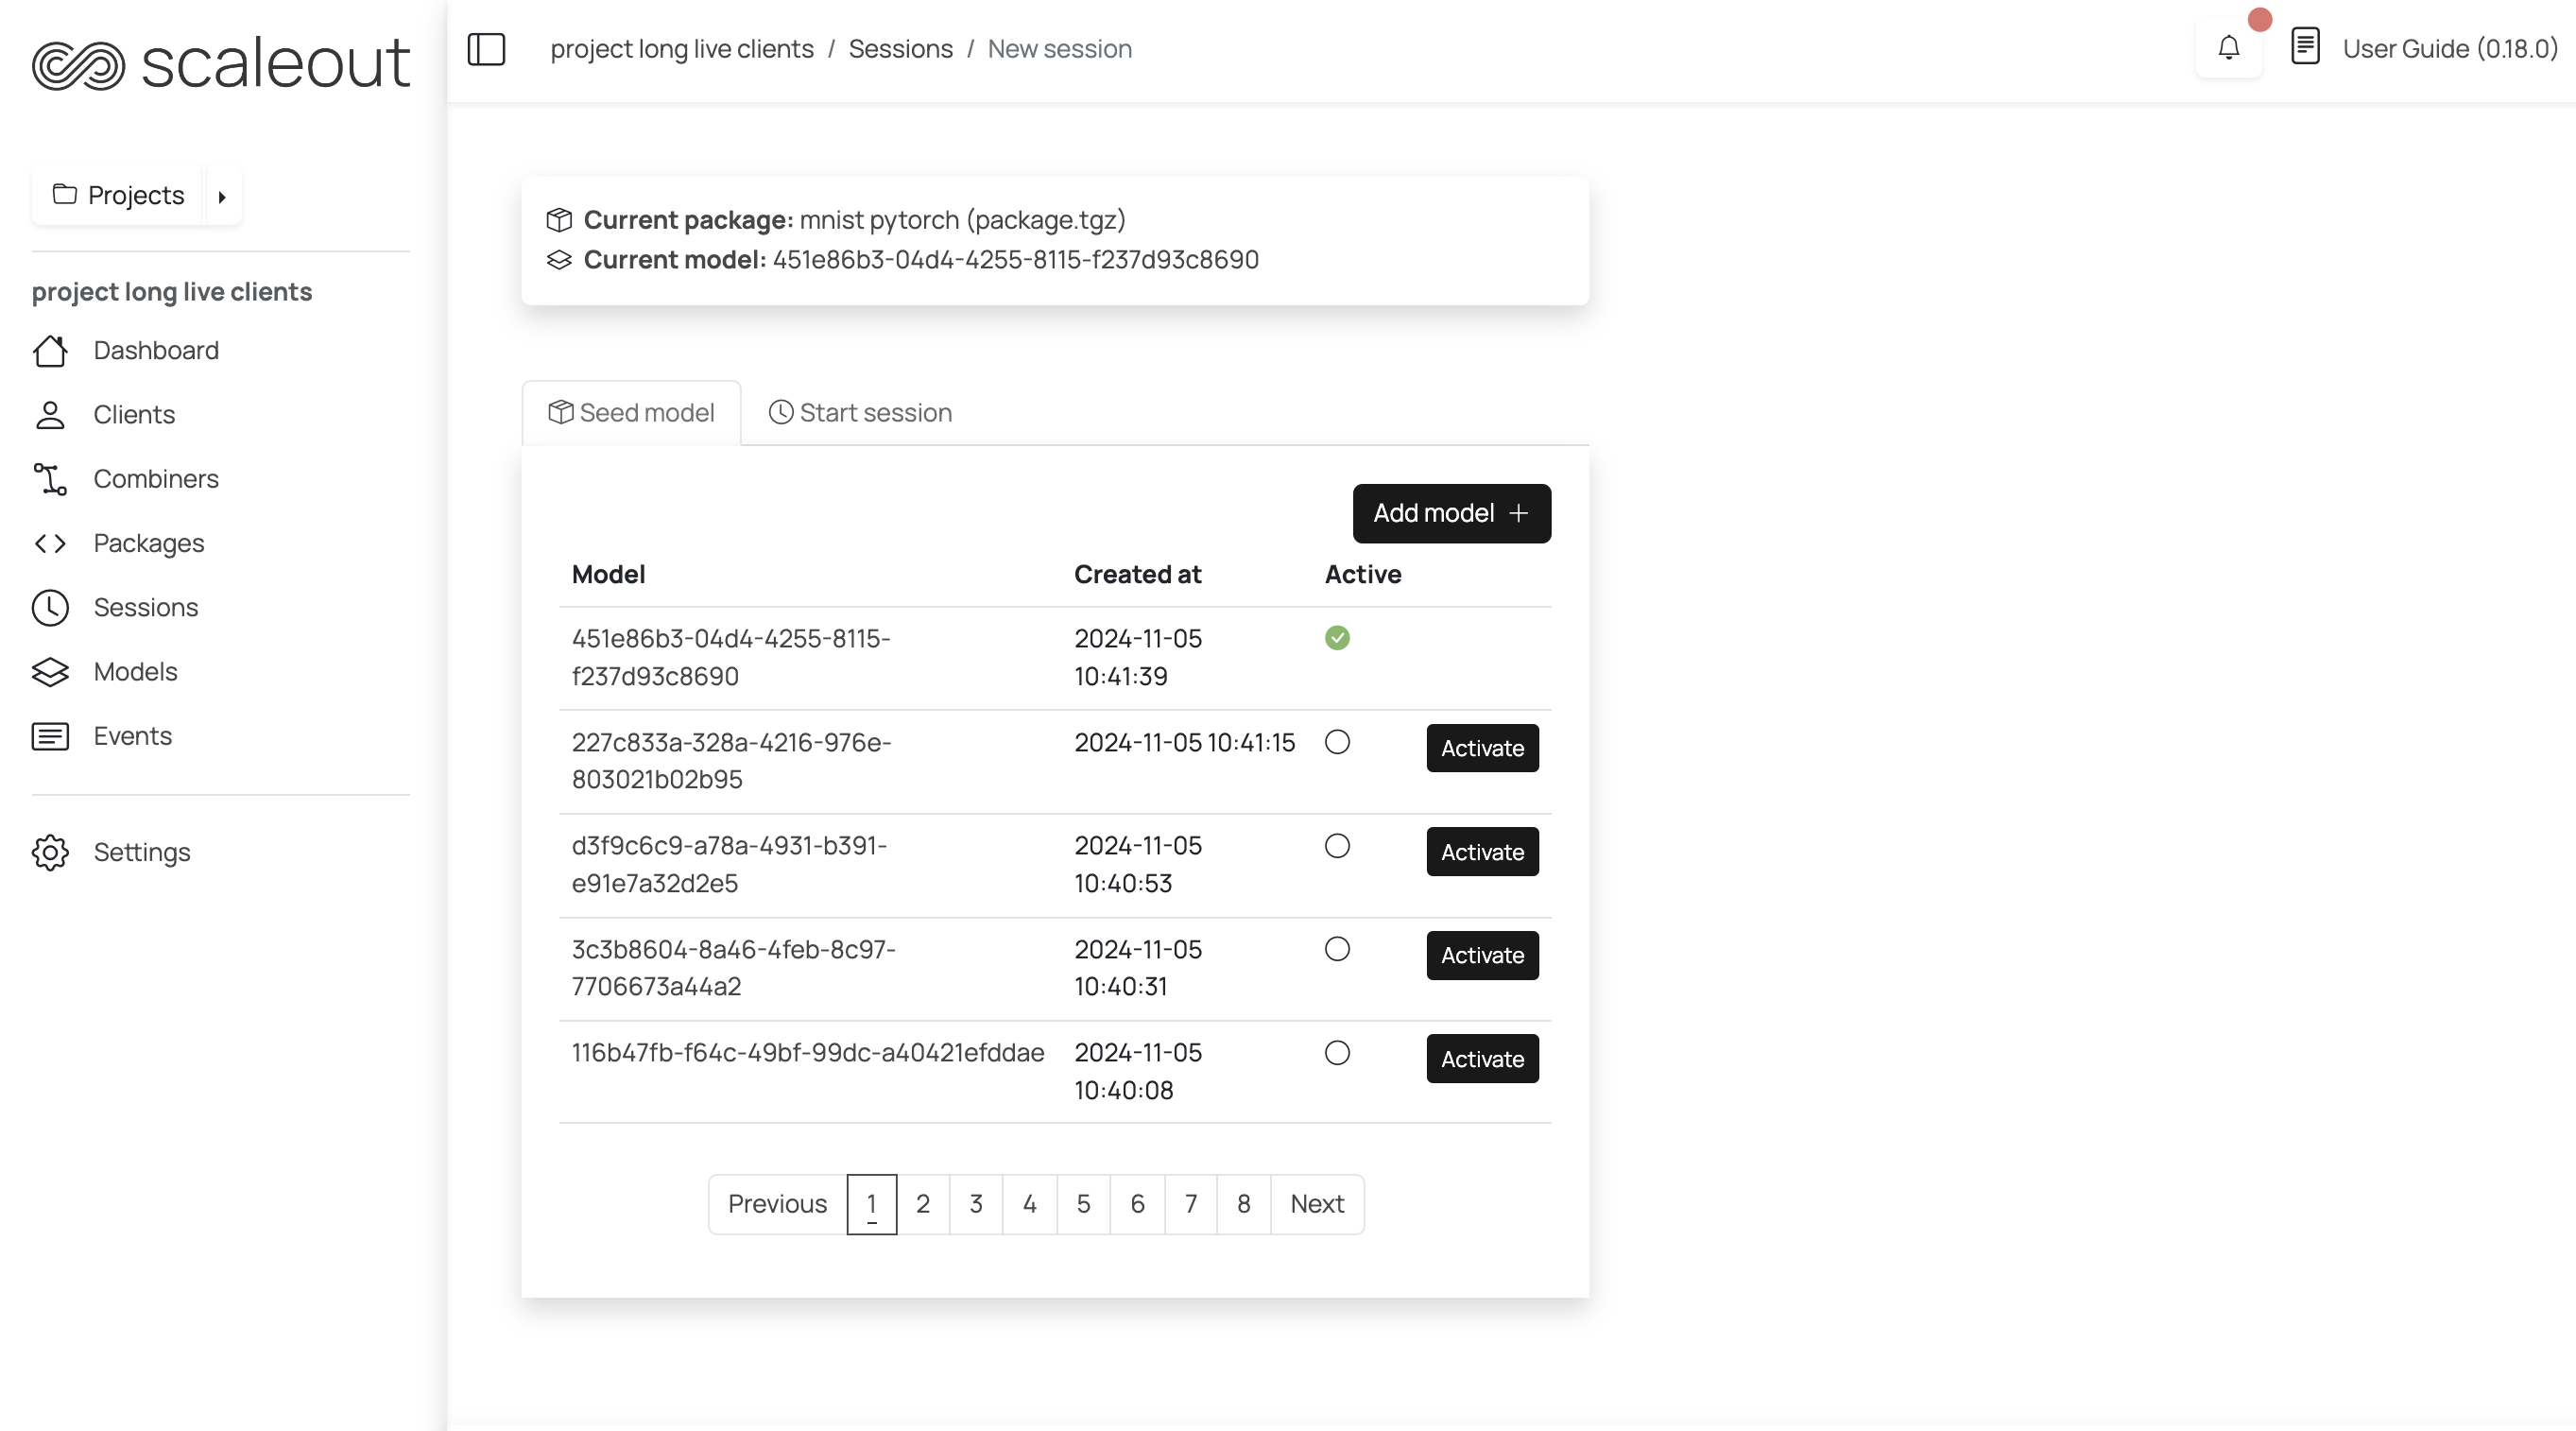 scaleout
project long live clients / Sessions / New session
User Guide (0.18.0)
Projects
project long live clients
Dashboard
Clients
Combiners
Packages
Sessions
Models
Events
Settings
Current package: mnist pytorch (package.tgz)
Current model: 451e86b3-04d4-4255-8115-f237d93c8690
Seed model Start session
Add model
Model Created at Active
451e86b3-04d4-4255-8115- 2024-11-05
f237d93c8690 10:41:39
227c833a-328a-4216-976e- 2024-11-05 10:41:15 Activate
803021b02b95
d3f9c6c9-a78a-4931-b391- 2024-11-05 Activate
e91e7a32d2e5 10:40:53
3c3b8604-8a46-4feb-8c97- 2024-11-05 Activate
7706673a44a2 10:40:31
116b47fb-f64c-49bf-99dc-a40421efddae 2024-11-05 Activate
10:40:08
Previous 1 2 3 4 5 6 7 8 Next